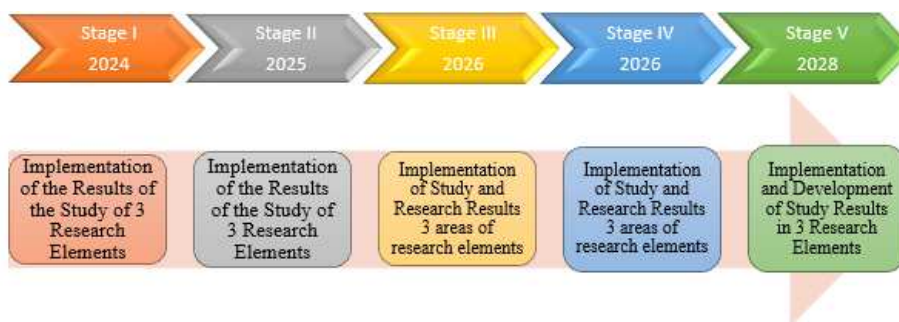 Stage I
2024
Stage II
2025
Stage III
2026
Stage IV
2026
Stage V
2028
Implementation
of the Results of
the Study of 3
Research
Elements
Implementation
of the Results
of the Study of
3 Research
Elements
Implementation
of Study and
Research Results
3 areas of
research elements
Implementation
of Study and
Research Results
3 areas of
research elements
Implementation
and Development
of Study Results
in 3 Research
Elements